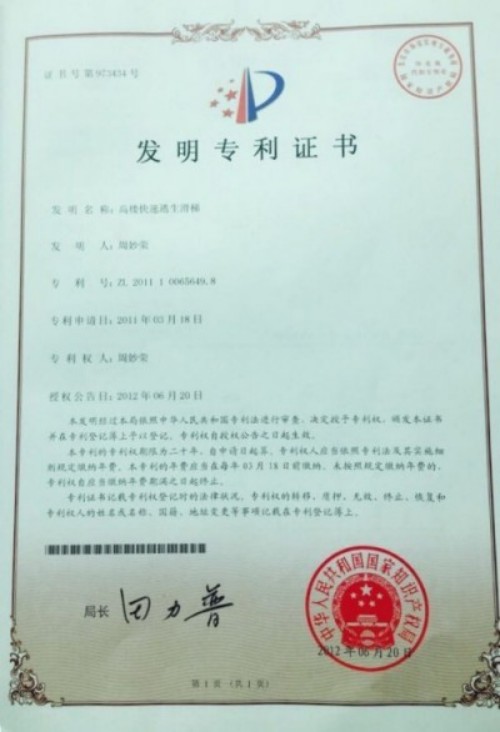 证书号第973434号
发明专利证书
发明名称：高楼快速逃生滑梯
发明人：周妙荣
专利号：ZL 2011 1 0065649.8
专利申请日：2011年03月18日
专利权人：周妙荣
授权公告日：2012年06月20日
本发明经过本局依照中华人民共和国专利法进行审查，决定授予专利权，颁发本证书
并在专利登记簿上予以登记。专利权自授权公告之日起生效。
本专利的专利权期限为二十年，自申请日起算。专利权人应当依照专利法及其实施细
则规定缴纳年费。本专利的年费应当在每年03月18日前缴纳。未按照规定缴纳年费的，
专利权自应当缴纳年费期满之日起终止。
专利证书记载专利权登记时的法律状况。专利权的转移、质押、无效、终止、恢复和
专利权人的姓名或名称、国籍、地址变更等事项记载在专利登记簿上。
局长
田力普
中华人民共和国国家知识产权局
2012年06月20日
第1页（共1页）